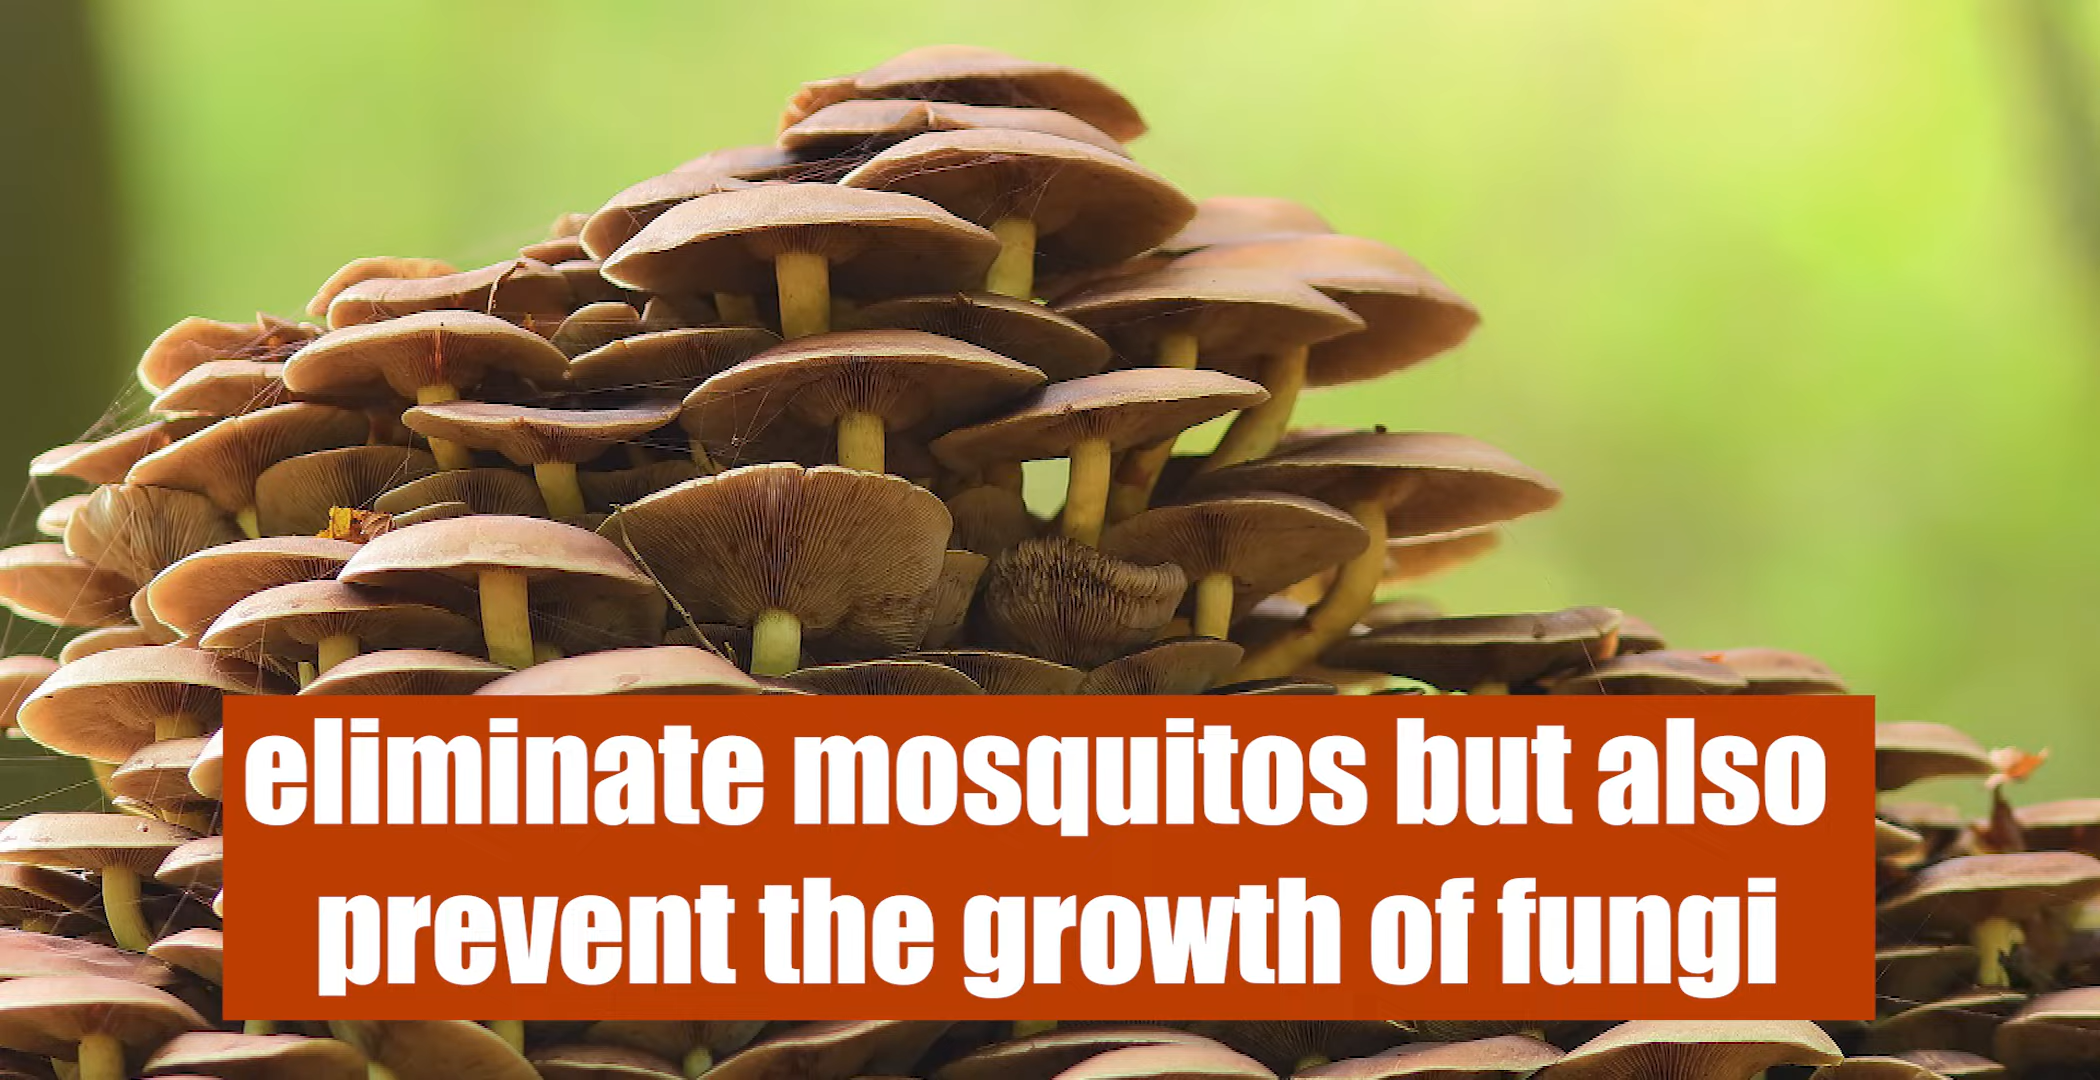 eliminate mosquitos but also
prevent the growth of fungi